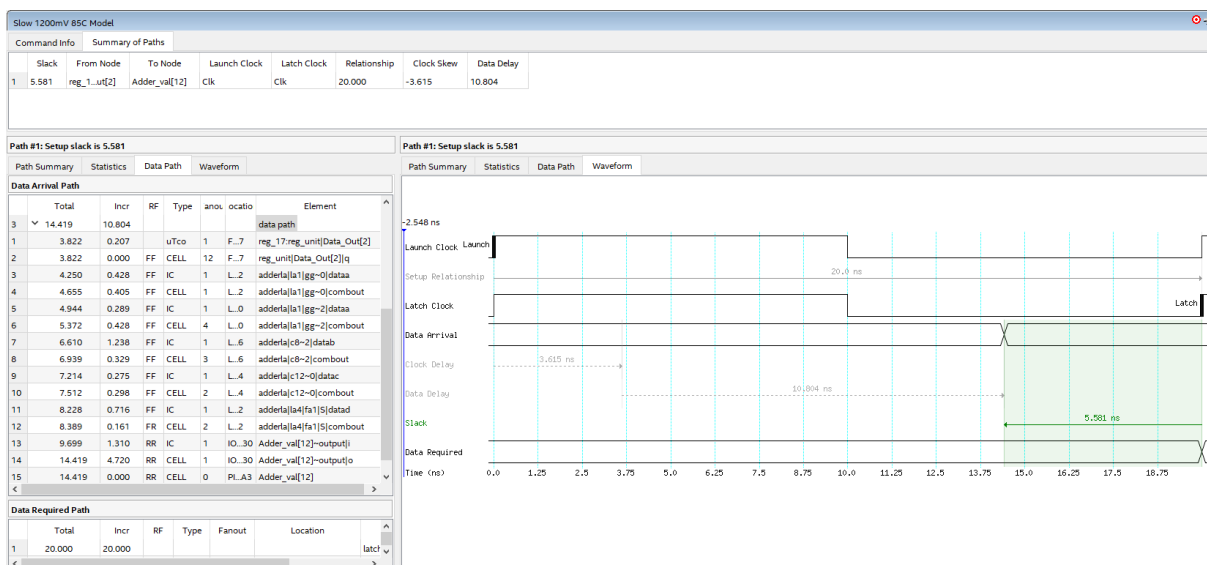 Slow 1200mV 85C Model
Command Info Summary of Paths
Slack From Node To Node Launch Clock Latch Clock Relationship Clock Skew Data Delay
1 5.581 reg_1...ut[2] Adder_val[12] Clk Clk 20.000 -3.615 10.804
Path #1: Setup slack is 5.581
Path Summary Statistics Data Path Waveform
Data Arrival Path
Total Incr RF Type anou ocatio Element
3 14.419 10.804 data path
1 3.822 0.207 uTco 1 F...7 reg_17:reg_unit|Data_Out[2]
2 3.822 0.000 FF CELL 12 F...7 reg_unit|Data_Out[2]|q
3 4.250 0.428 FF IC 1 L...2 adderla|la1|gg~0|dataa
4 4.655 0.405 FF CELL 1 L...2 adderla|la1|gg~0|combout
5 4.944 0.289 FF IC 1 L...0 adderla|la1|gg~2|dataa
6 5.372 0.428 FF CELL 4 L...0 adderla|la1|gg~2|combout
7 6.610 1.238 FF IC 1 L...6 adderla|c8~2|datab
8 6.939 0.329 FF CELL 3 L...6 adderla|c8~2|combout
9 7.214 0.275 FF IC 1 L...4 adderla|c12~0|datac
10 7.512 0.298 FF CELL 2 L...4 adderla|c12~0|combout
11 8.228 0.716 FF IC 1 L...2 adderla|la4|fa1|S|datad
12 8.389 0.161 FR CELL 2 L...2 adderla|la4|fa1|S|combout
13 9.699 1.310 RR IC 1 IO...30 Adder_val[12]~output|i
14 14.419 4.720 RR CELL 1 IO...30 Adder_val[12]~output|o
15 14.419 0.000 RR CELL 0 PI...A3 Adder_val[12]
Data Required Path
Total Incr RF Type Fanout Location
1 20.000 20.000 latch
Path #1: Setup slack is 5.581
Path Summary Statistics Data Path Waveform
-2.548 ns
Launch Clock Launch
Setup Relationship 20.0 ns
Latch Clock Latch
Data Arrival
Clock Delay 3.615 ns
Data Delay 10.804 ns
Slack 5.581 ns
Data Required
Time (ns) 0.0 1.25 2.5 3.75 5.0 6.25 7.5 8.75 10.0 11.25 12.5 13.75 15.0 16.25 17.5 18.75